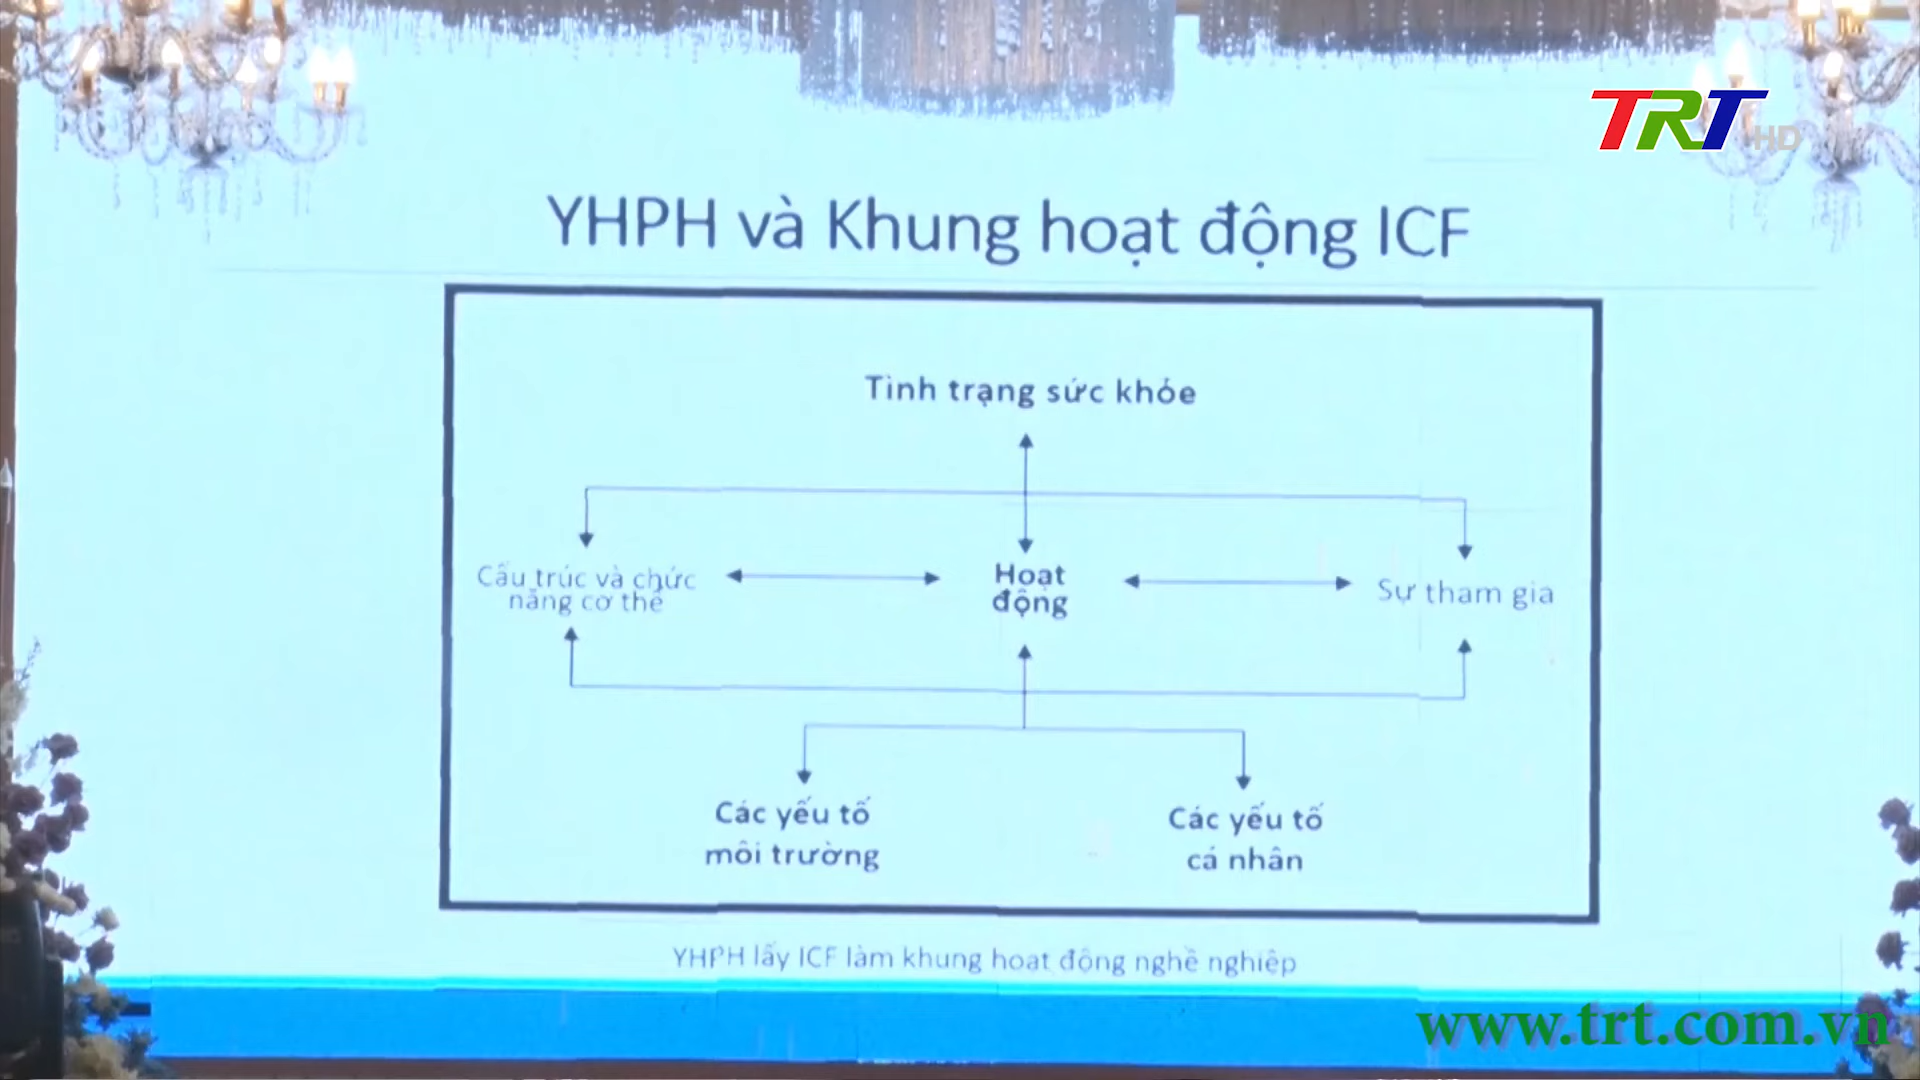 TRT HD
YHPH và Khung hoạt động ICF
Tình trạng sức khỏe
Cấu trúc và chức
năng cơ thể
Hoạt
động
Sự tham gia
Các yếu tố
môi trường
Các yếu tố
cá nhân
YHPH lấy ICF làm khung hoạt động nghề nghiệp
www.trt.com.vn